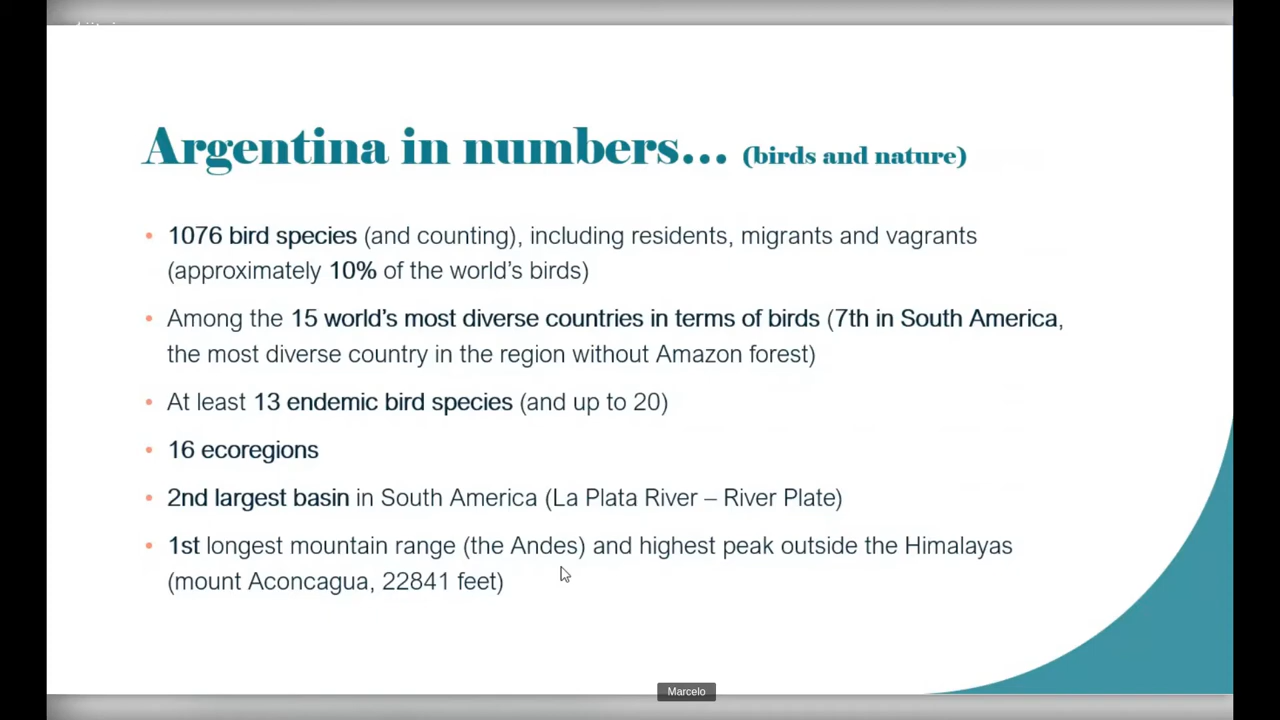 Argentina in numbers... (birds and nature)
• 1076 bird species (and counting), including residents, migrants and vagrants
(approximately 10% of the world's birds)
• Among the 15 world's most diverse countries in terms of birds (7th in South America,
the most diverse country in the region without Amazon forest)
• At least 13 endemic bird species (and up to 20)
• 16 ecoregions
• 2nd largest basin in South America (La Plata River – River Plate)
• 1st longest mountain range (the Andes) and highest peak outside the Himalayas
(mount Aconcagua, 22841 feet)
Marcelo